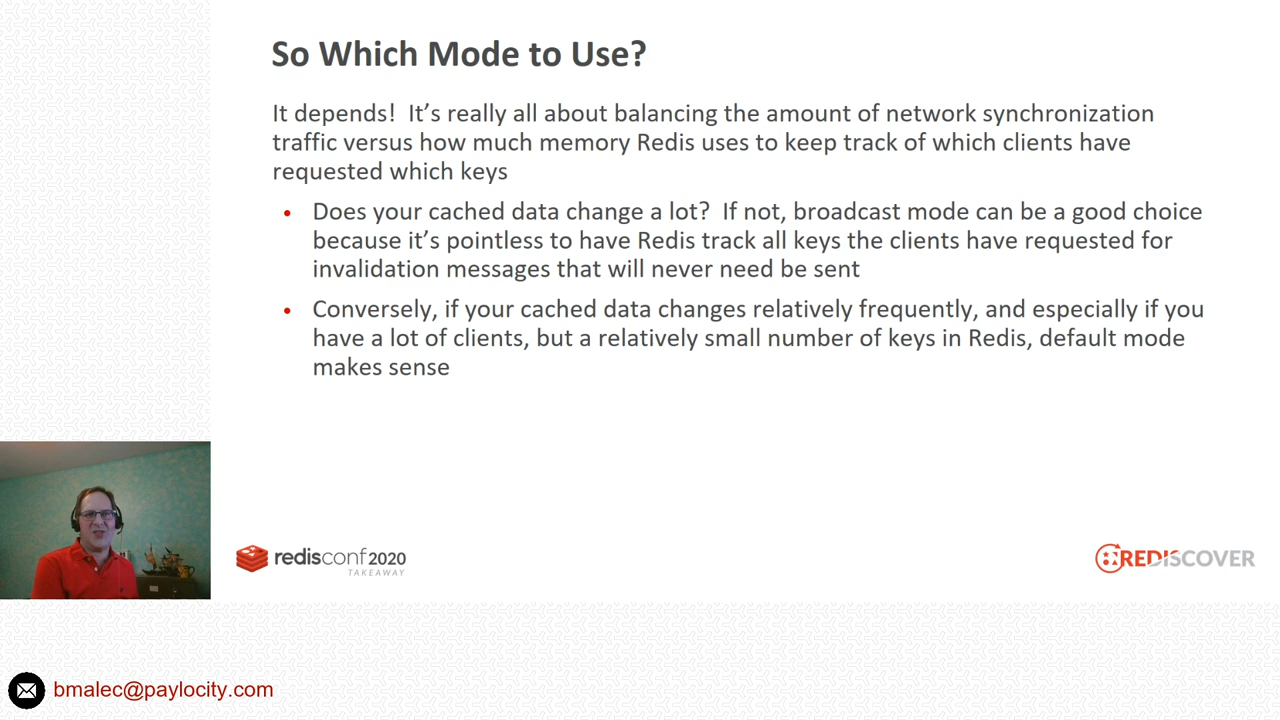 So Which Mode to Use?
It depends!  It’s really all about balancing the amount of network synchronization
traffic versus how much memory Redis uses to keep track of which clients have
requested which keys
• Does your cached data change a lot?  If not, broadcast mode can be a good choice
because it’s pointless to have Redis track all keys the clients have requested for
invalidation messages that will never need be sent
• Conversely, if your cached data changes relatively frequently, and especially if you
have a lot of clients, but a relatively small number of keys in Redis, default mode
makes sense
redisconf 2020
TAKEAWAY
REDISCOVER
bmalec@paylocity.com